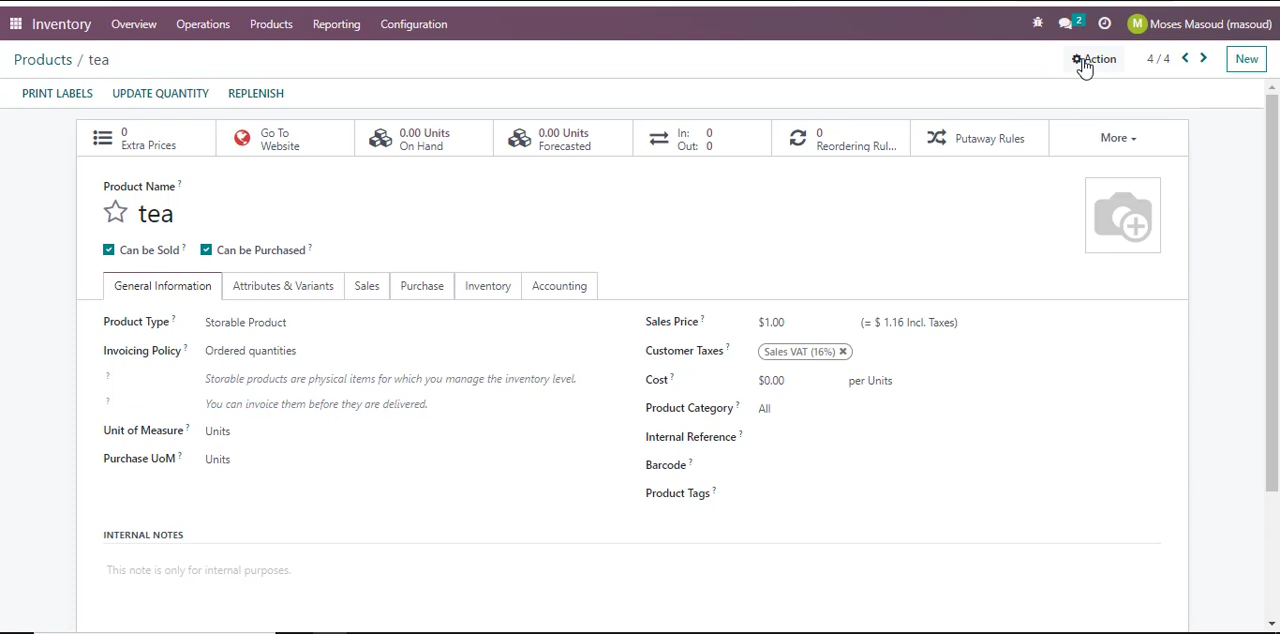 Inventory Overview Operations Products Reporting Configuration 2 M Moses Masoud (masoud)
Products / tea Action 4 / 4 New
PRINT LABELS UPDATE QUANTITY REPLENISH
0 Extra Prices
Go To Website
0.00 Units On Hand
0.00 Units Forecasted
In: 0
Out: 0
0 Reordering Rul...
Putaway Rules
More
Product Name ?
tea
Can be Sold ? Can be Purchased ?
General Information Attributes & Variants Sales Purchase Inventory Accounting
Product Type ? Storable Product
Invoicing Policy ? Ordered quantities
? Storable products are physical items for which you manage the inventory level.
? You can invoice them before they are delivered.
Unit of Measure ? Units
Purchase UoM ? Units
Sales Price ? $1.00 (= $ 1.16 Incl. Taxes)
Customer Taxes ? Sales VAT (16%) ×
Cost ? $0.00 per Units
Product Category ? All
Internal Reference ?
Barcode ?
Product Tags ?
INTERNAL NOTES
This note is only for internal purposes.